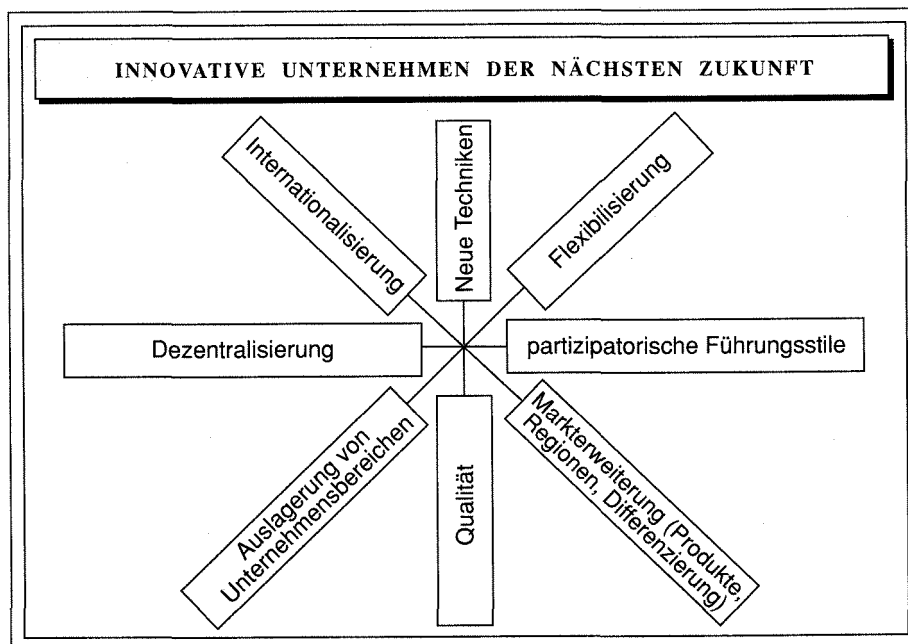 INNOVATIVE UNTERNEHMEN DER NÄCHSTEN ZUKUNFT
Internationalisierung
Neue Techniken
Flexibilisierung
Dezentralisierung
partizipatorische Führungsstile
Auslagerung von
Unternehmensbereichen
Qualität
Markterweiterung (Produkte,
Regionen, Differenzierung)